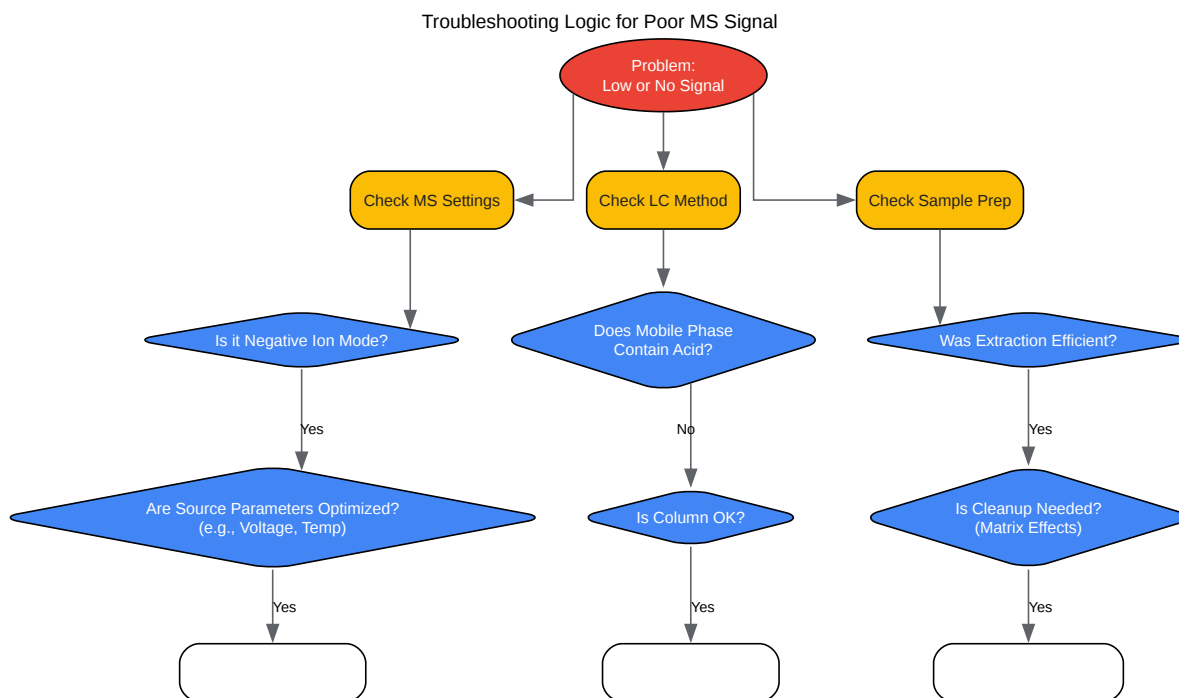 Troubleshooting Logic for Poor MS Signal
Problem:
Low or No Signal
Check MS Settings
Check LC Method
Check Sample Prep
Is it Negative Ion Mode?
Does Mobile Phase
Contain Acid?
Was Extraction Efficient?
Yes
No
Yes
Are Source Parameters Optimized?
(e.g., Voltage, Temp)
Is Column OK?
Is Cleanup Needed?
(Matrix Effects)
Yes
Yes
Yes